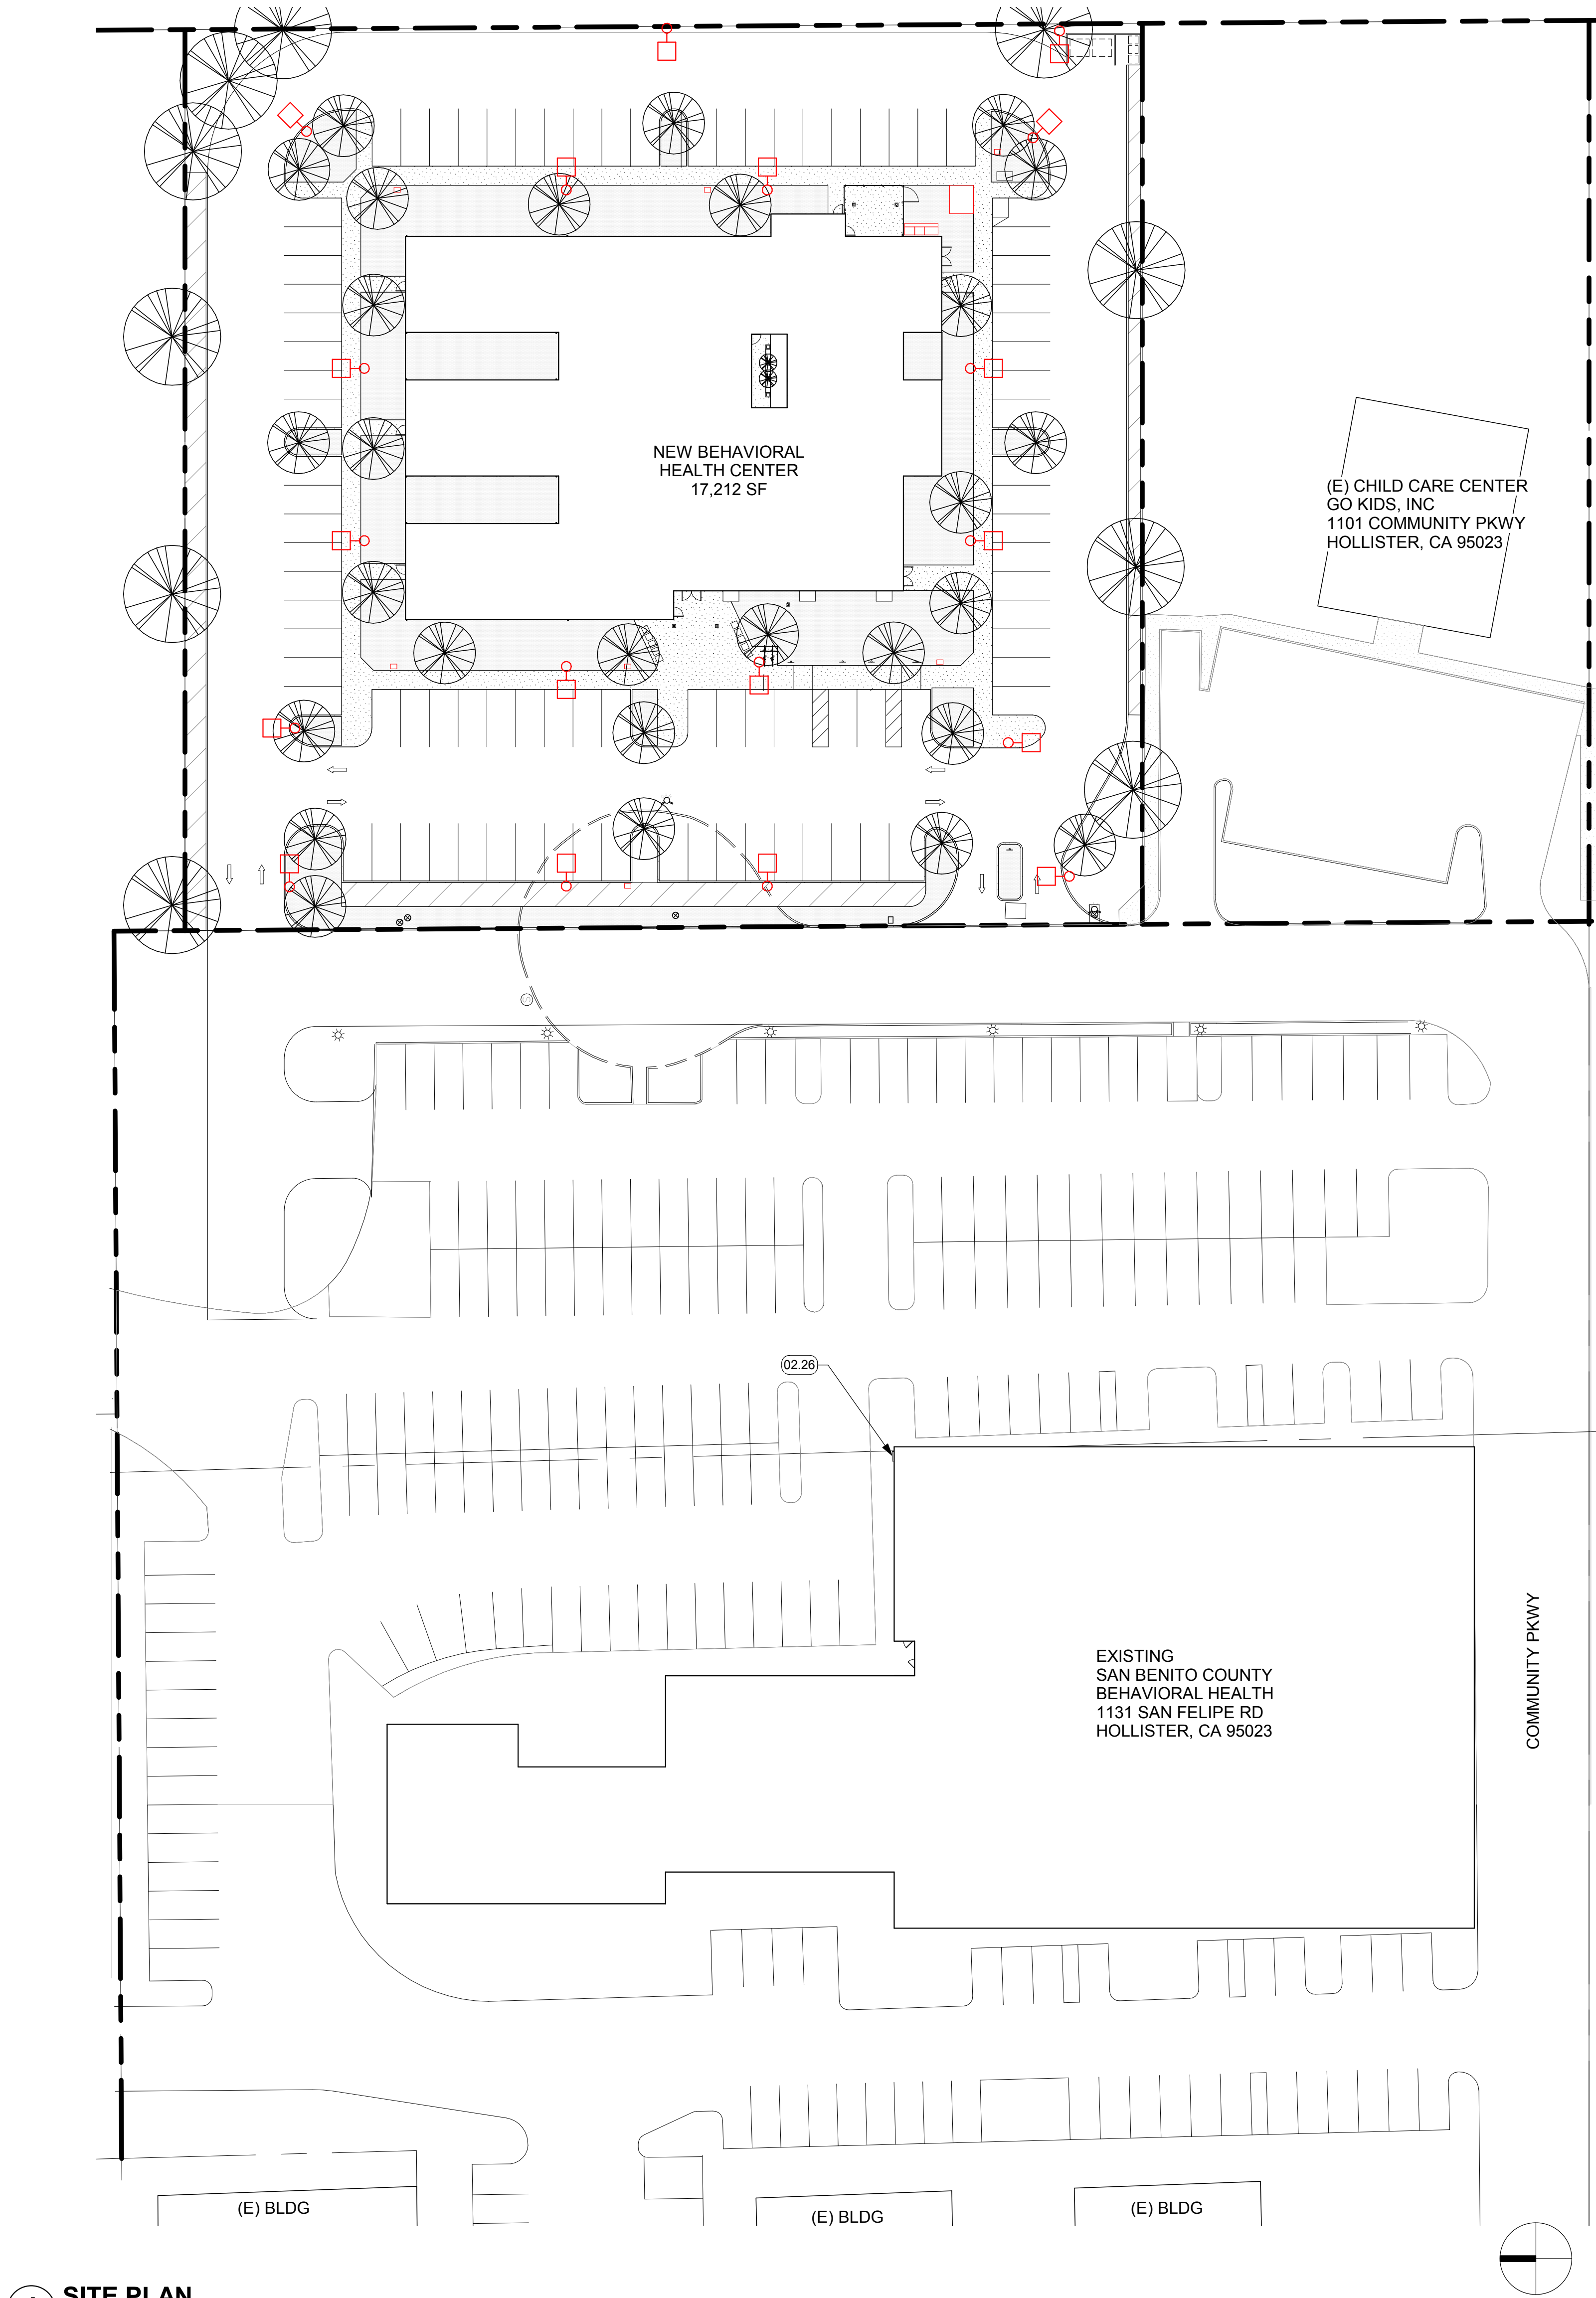 NEW BEHAVIORAL
HEALTH CENTER
17,212 SF
(E) CHILD CARE CENTER
GO KIDS, INC
1101 COMMUNITY PKWY
HOLLISTER, CA 95023
02.26
EXISTING
SAN BENITO COUNTY
BEHAVIORAL HEALTH
1131 SAN FELIPE RD
HOLLISTER, CA 95023
COMMUNITY PKWY
(E) BLDG
(E) BLDG
(E) BLDG
SITE PLAN